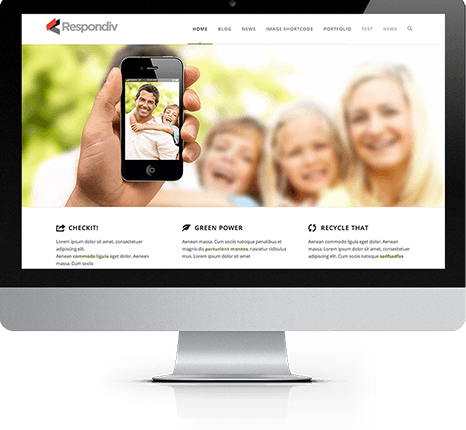 Respondiv
HOME BLOG NEWS IMAGE SHORTCODE PORTFOLIO TEST NEWS
CHECKIT!
Lorem ipsum dolor sit amet, consectetuer
adipiscing elit.
Aenean commodo ligula eget dolor. Aenean
massa. Cum sociis
GREEN POWER
Aenean massa. Cum sociis natoque penatibus et
magnis dis parturient montes, nascetur ridiculus
mus.
Lorem ipsum dolor sit amet
RECYCLE THAT
Lorem ipsum dolor sit amet, consectetuer
adipiscing elit. Aenean commodo ligula eget
dolor. Aenean massa. Cum sociis natoque sedfsadfea